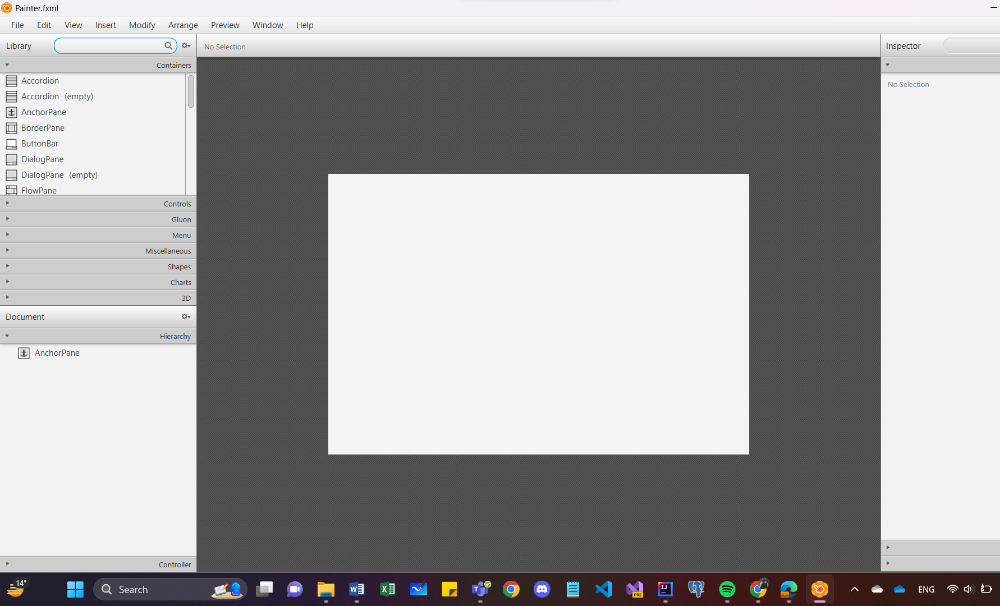 Painter.fxml
File Edit View Insert Modify Arrange Preview Window Help
Library
No Selection
Inspector
Containers
Accordion
Accordion (empty)
AnchorPane
BorderPane
ButtonBar
DialogPane
DialogPane (empty)
FlowPane
Controls
Gluon
Menu
Miscellaneous
Shapes
Charts
3D
Document
Hierarchy
AnchorPane
Controller
No Selection
14°
Search
W
X
T
PRE
IJ
ENG